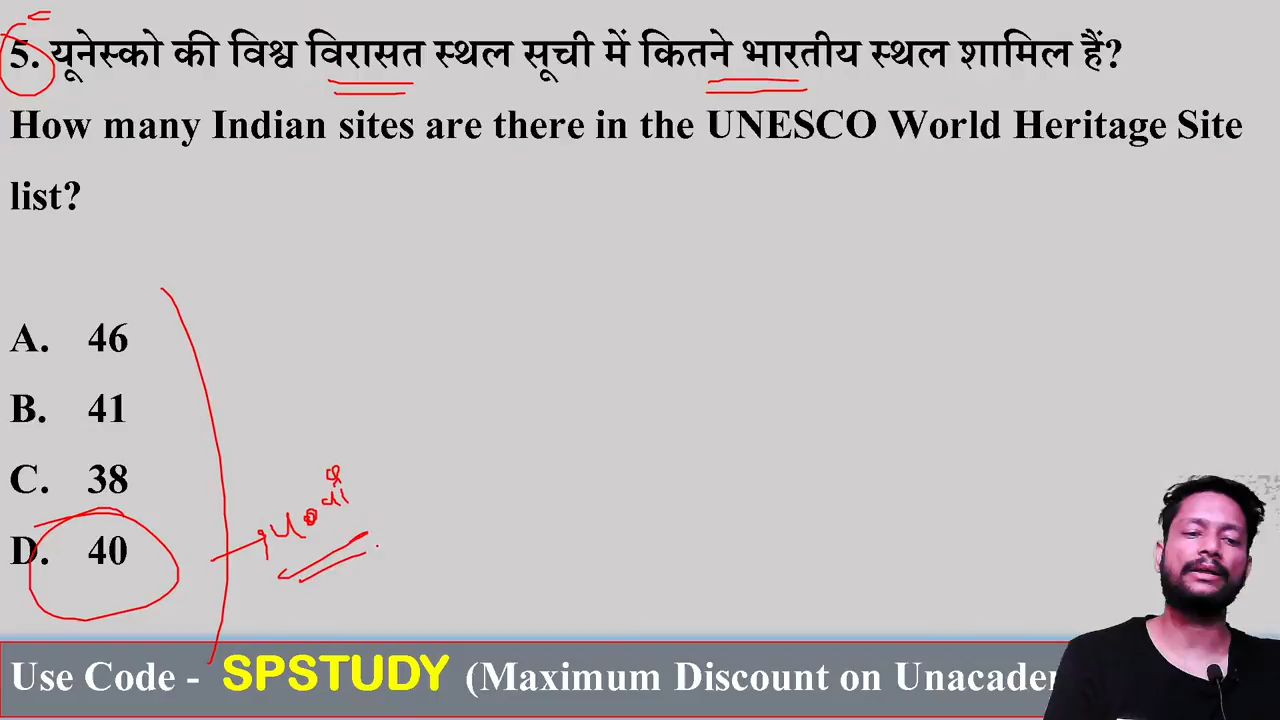 5. यूनेस्को की विश्व विरासत स्थल सूची में कितने भारतीय स्थल शामिल हैं?
How many Indian sites are there in the UNESCO World Heritage Site
list?
A. 46
B. 41
C. 38
D. 40
Use Code - SPSTUDY (Maximum Discount on Unacade